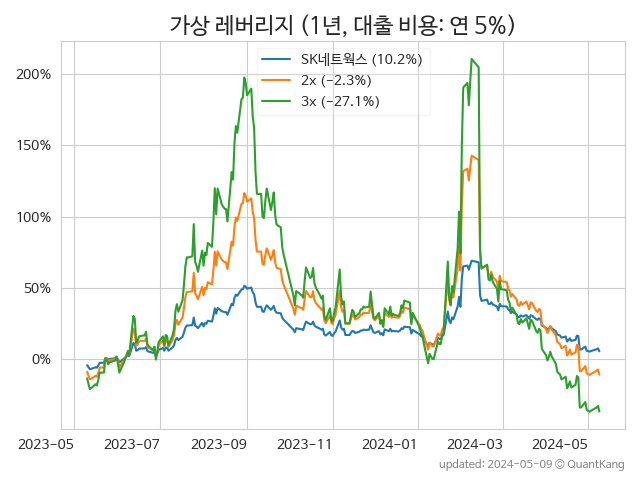 가상 레버리지 (1년, 대출 비용: 연 5%)
SK네트웍스 (10.2%)
2x (−2.3%)
3x (−27.1%)
200%
150%
100%
50%
0%
2023-05 2023-07 2023-09 2023-11 2024-01 2024-03 2024-05
updated: 2024-05-09 © QuantKang